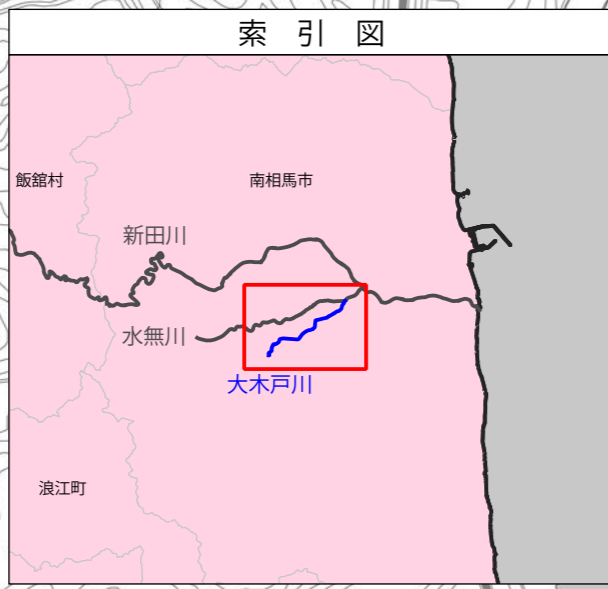 索引図
飯舘村
南相馬市
新田川
水無川
大木戸川
浪江町